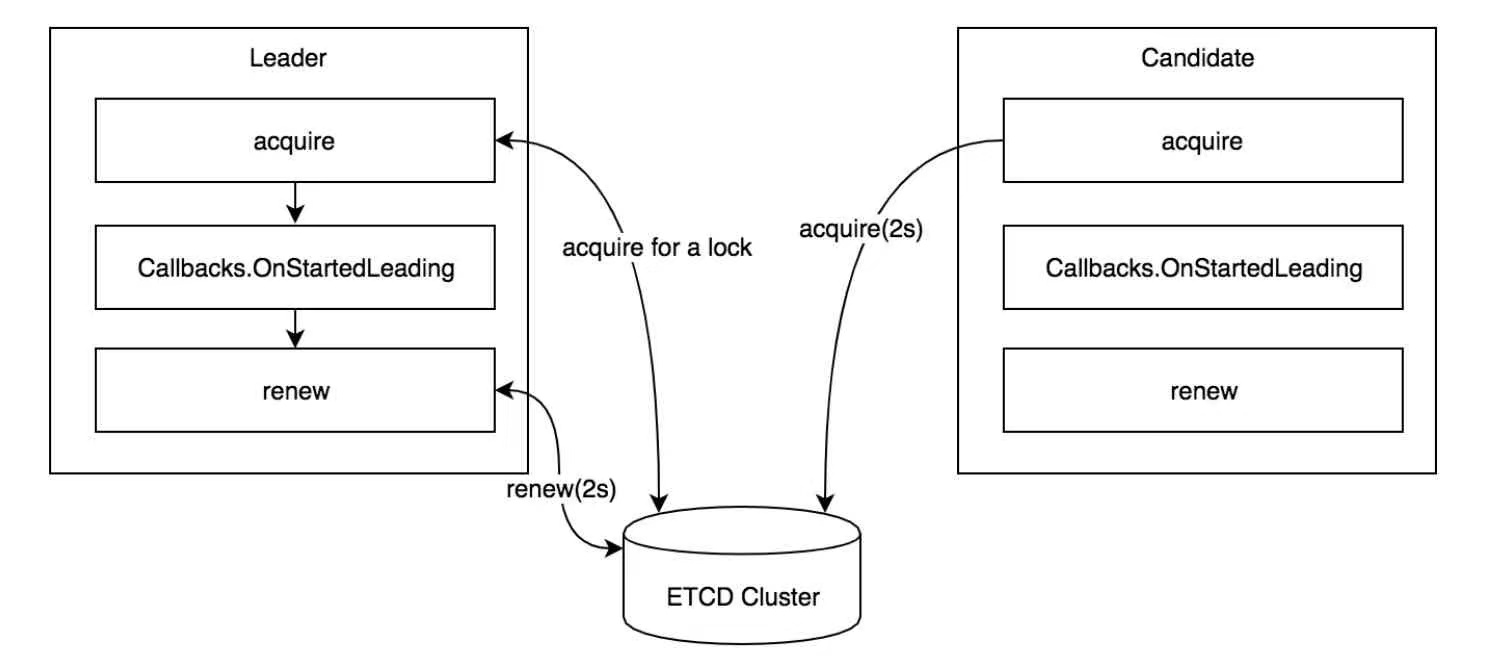 Leader
acquire
Callbacks.OnStartedLeading
renew
acquire for a lock
renew(2s)
acquire(2s)
Candidate
acquire
Callbacks.OnStartedLeading
renew
ETCD Cluster